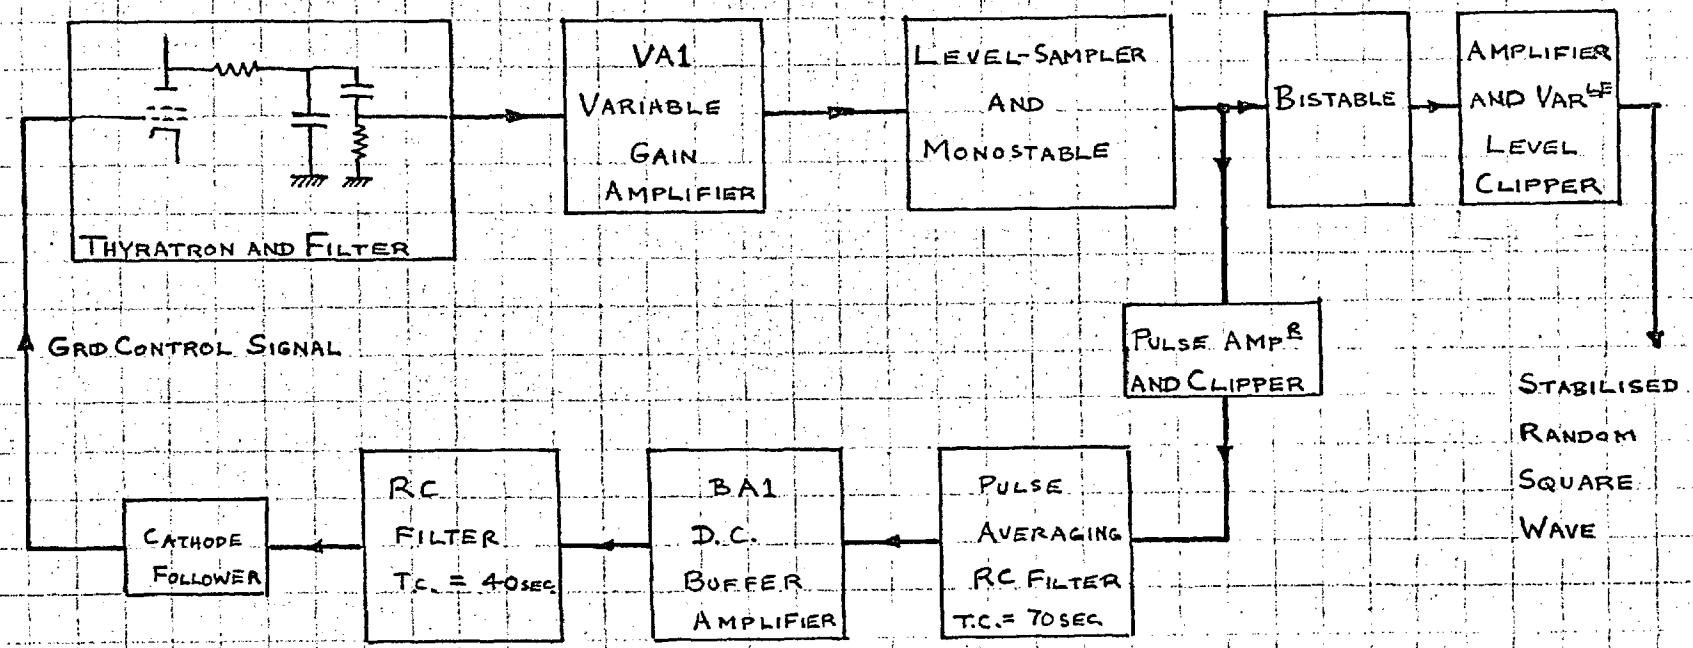 THYRATRON AND FILTER
VA1
VARIABLE
GAIN
AMPLIFIER
LEVEL-SAMPLER
AND
MONOSTABLE
BISTABLE
AMPLIFIER
AND VARᴸᴱ
LEVEL
CLIPPER
GRD CONTROL SIGNAL
PULSE AMPᴿ
AND CLIPPER
STABILISED
RANDOM
SQUARE
WAVE
CATHODE
FOLLOWER
RC
FILTER
T.C. = 40SEC
BA1
D.C.
BUFFER
AMPLIFIER
PULSE
AVERAGING
RC FILTER
T.C. = 70SEC